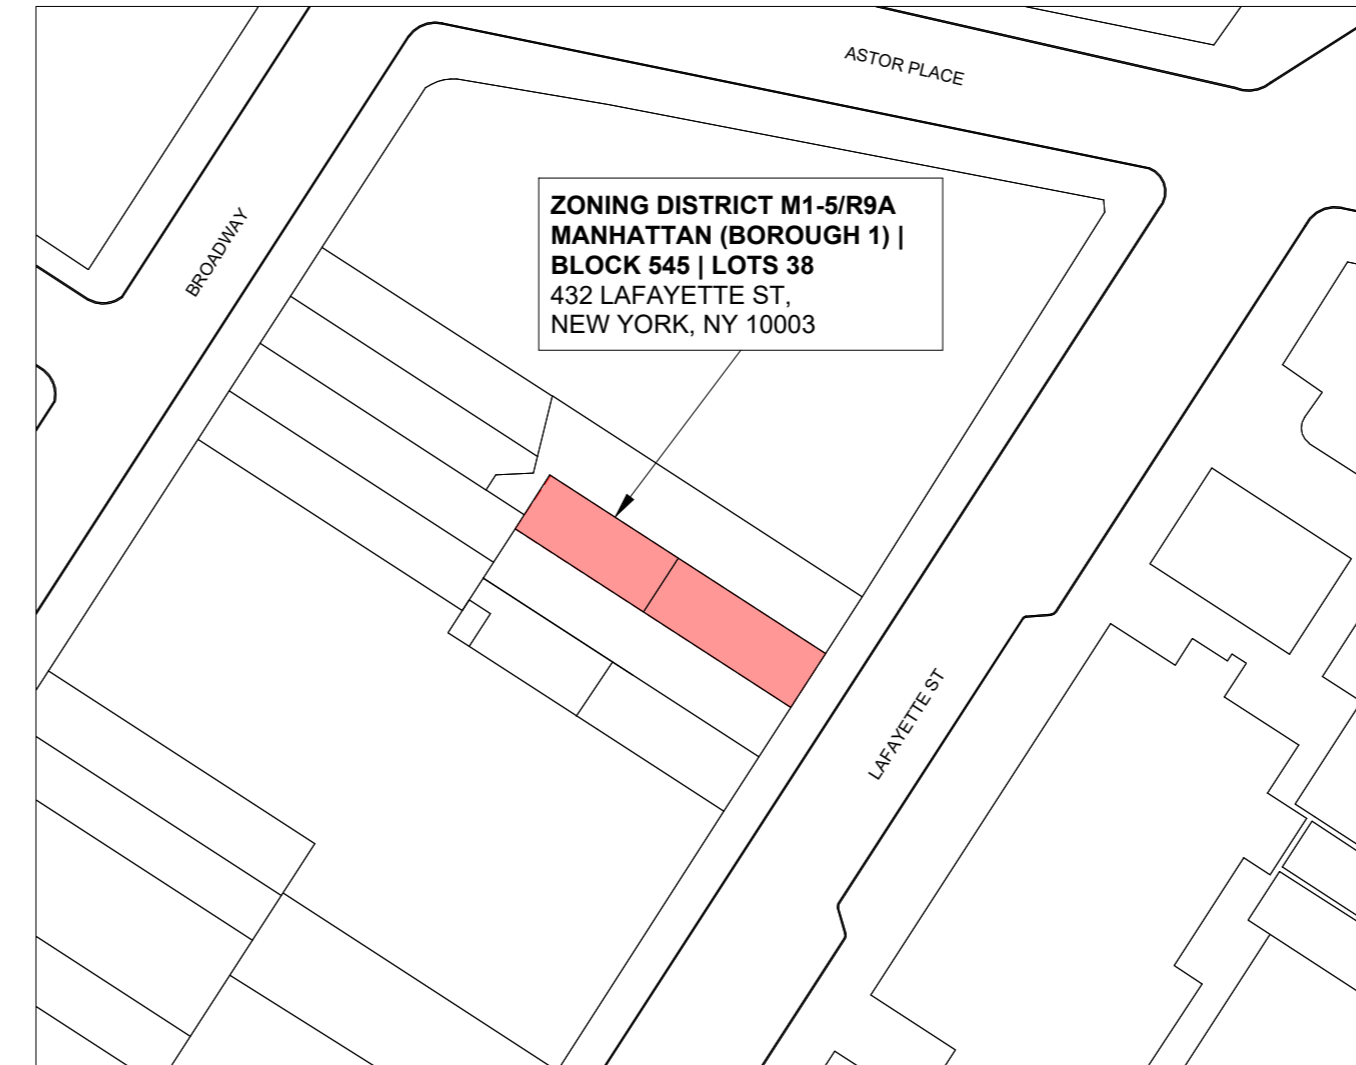 ASTOR PLACE
BROADWAY
ZONING DISTRICT M1-5/R9A
MANHATTAN (BOROUGH 1) |
BLOCK 545 | LOTS 38
432 LAFAYETTE ST,
NEW YORK, NY 10003
LAFAYETTE ST